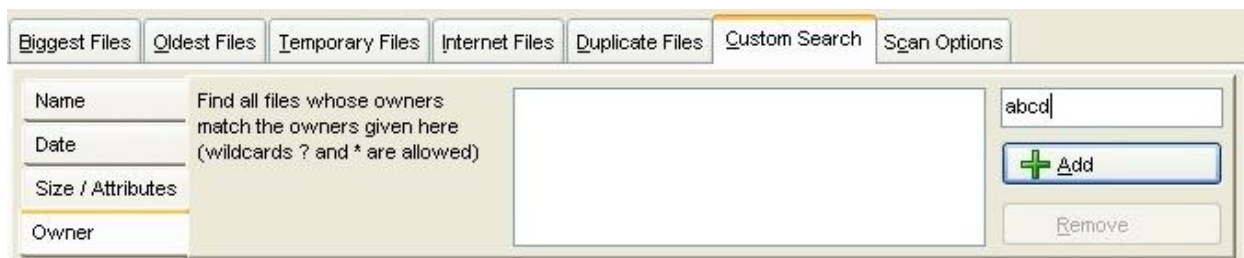 Biggest Files Oldest Files Temporary Files Internet Files Duplicate Files Custom Search Scan Options
Name
Date
Size / Attributes
Owner
Find all files whose owners
match the owners given here
(wildcards ? and * are allowed)
abcd
Add
Remove